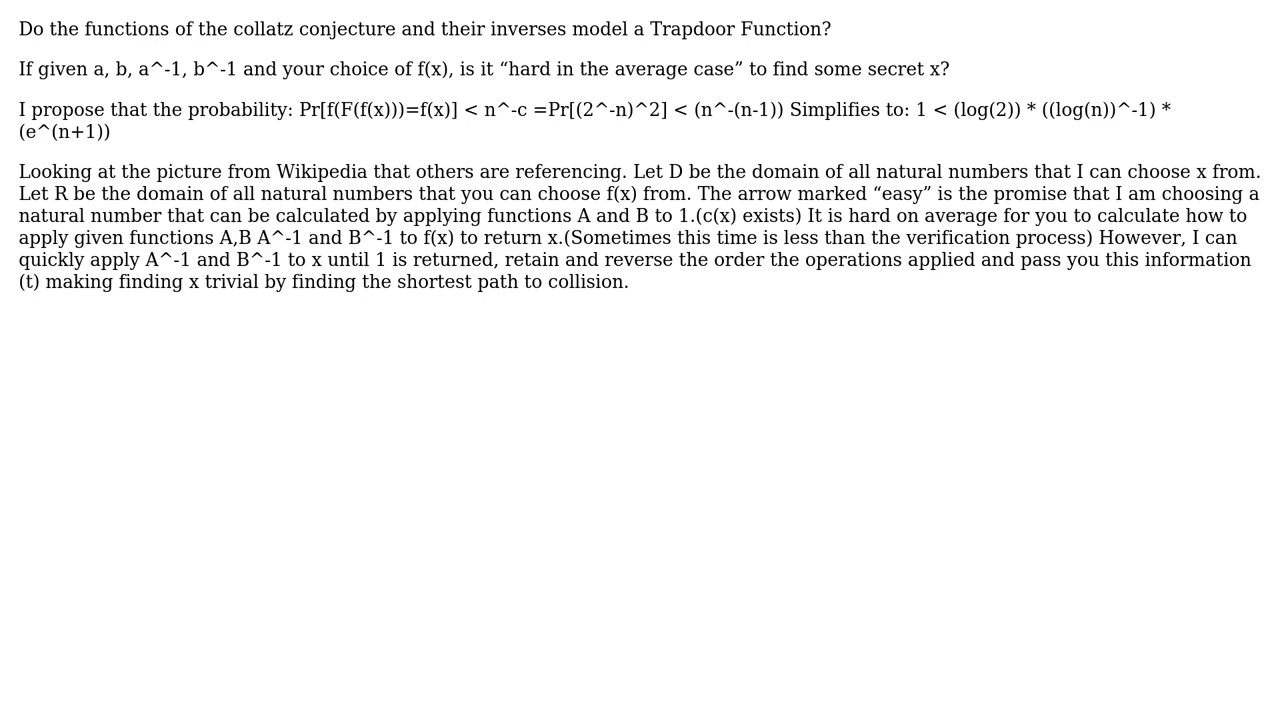 Do the functions of the collatz conjecture and their inverses model a Trapdoor Function?
If given a, b, a^-1, b^-1 and your choice of f(x), is it “hard in the average case” to find some secret x?
I propose that the probability: Pr[f(F(f(x)))=f(x)] < n^-c =Pr[(2^-n)^2] < (n^-(n-1)) Simplifies to: 1 < (log(2)) * ((log(n))^-1) *
(e^(n+1))
Looking at the picture from Wikipedia that others are referencing. Let D be the domain of all natural numbers that I can choose x from.
Let R be the domain of all natural numbers that you can choose f(x) from. The arrow marked “easy” is the promise that I am choosing a
natural number that can be calculated by applying functions A and B to 1.(c(x) exists) It is hard on average for you to calculate how to
apply given functions A,B A^-1 and B^-1 to f(x) to return x.(Sometimes this time is less than the verification process) However, I can
quickly apply A^-1 and B^-1 to x until 1 is returned, retain and reverse the order the operations applied and pass you this information
(t) making finding x trivial by finding the shortest path to collision.